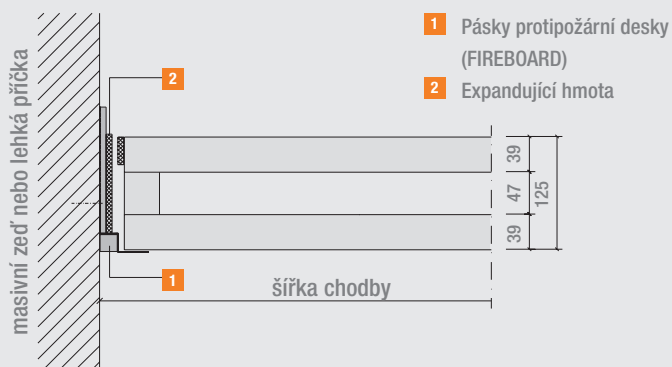 1 Pásky protipožární desky
(FIREBOARD)
2 Expandující hmota
masivní zeď nebo lehká příčka
2
39
47
125
39
1
šířka chodby